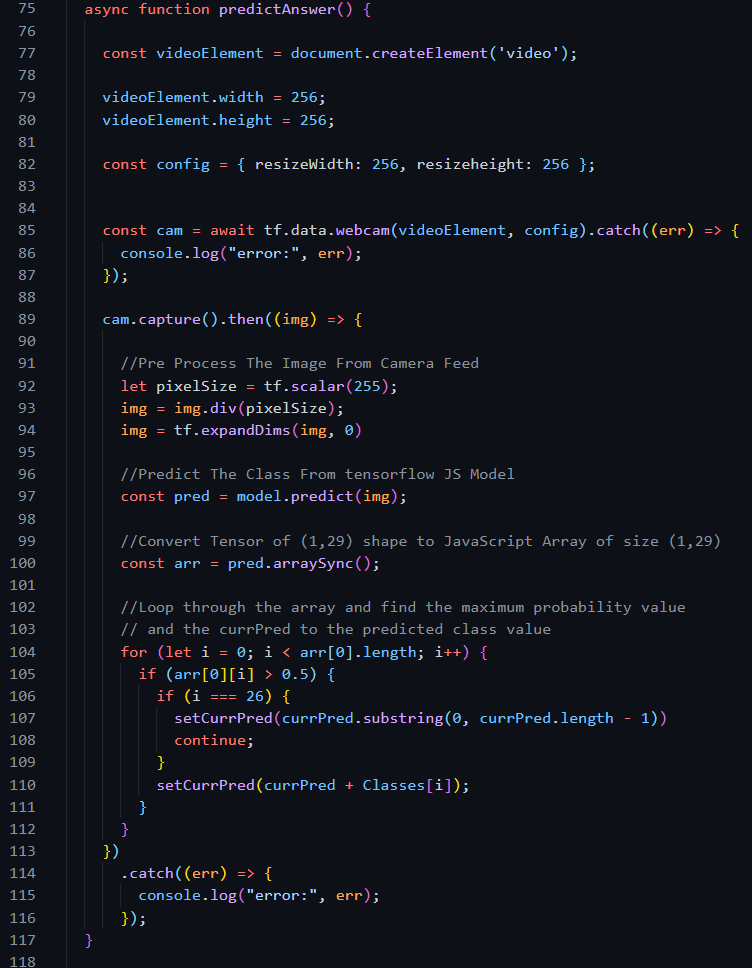 75 async function predictAnswer() {
76
77 const videoElement = document.createElement('video');
78
79 videoElement.width = 256;
80 videoElement.height = 256;
81
82 const config = { resizeWidth: 256, resizeheight: 256 };
83
84
85 const cam = await tf.data.webcam(videoElement, config).catch((err) => {
86 console.log("error:", err);
87 });
88
89 cam.capture().then((img) => {
90
91 //Pre Process The Image From Camera Feed
92 let pixelSize = tf.scalar(255);
93 img = img.div(pixelSize);
94 img = tf.expandDims(img, 0)
95
96 //Predict The Class From tensorflow JS Model
97 const pred = model.predict(img);
98
99 //Convert Tensor of (1,29) shape to JavaScript Array of size (1,29)
100 const arr = pred.arraySync();
101
102 //Loop through the array and find the maximum probability value
103 // and the currPred to the predicted class value
104 for (let i = 0; i < arr[0].length; i++) {
105 if (arr[0][i] > 0.5) {
106 if (i === 26) {
107 setCurrPred(currPred.substring(0, currPred.length - 1))
108 continue;
109 }
110 setCurrPred(currPred + Classes[i]);
111 }
112 }
113 })
114 .catch((err) => {
115 console.log("error:", err);
116 });
117 }
118